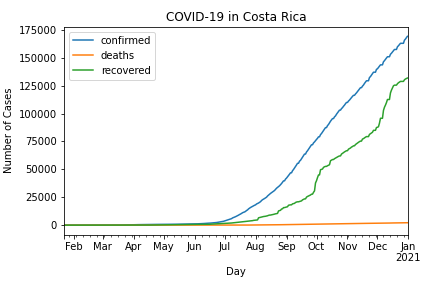 COVID-19 in Costa Rica
confirmed
deaths
recovered
Number of Cases
175000
150000
125000
100000
75000
50000
25000
0
Feb Mar Apr May Jun Jul Aug Sep Oct Nov Dec Jan
2021
Day